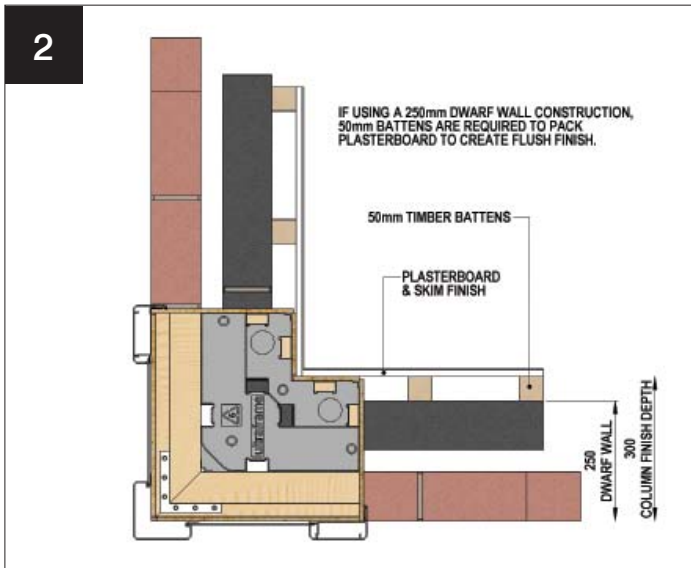 2
IF USING A 250mm DWARF WALL CONSTRUCTION,
50mm BATTENS ARE REQUIRED TO PACK
PLASTERBOARD TO CREATE FLUSH FINISH.
50mm TIMBER BATTENS
PLASTERBOARD
& SKIM FINISH
ultraframe
250
DWARF WALL
300
COLUMN FINISH DEPTH